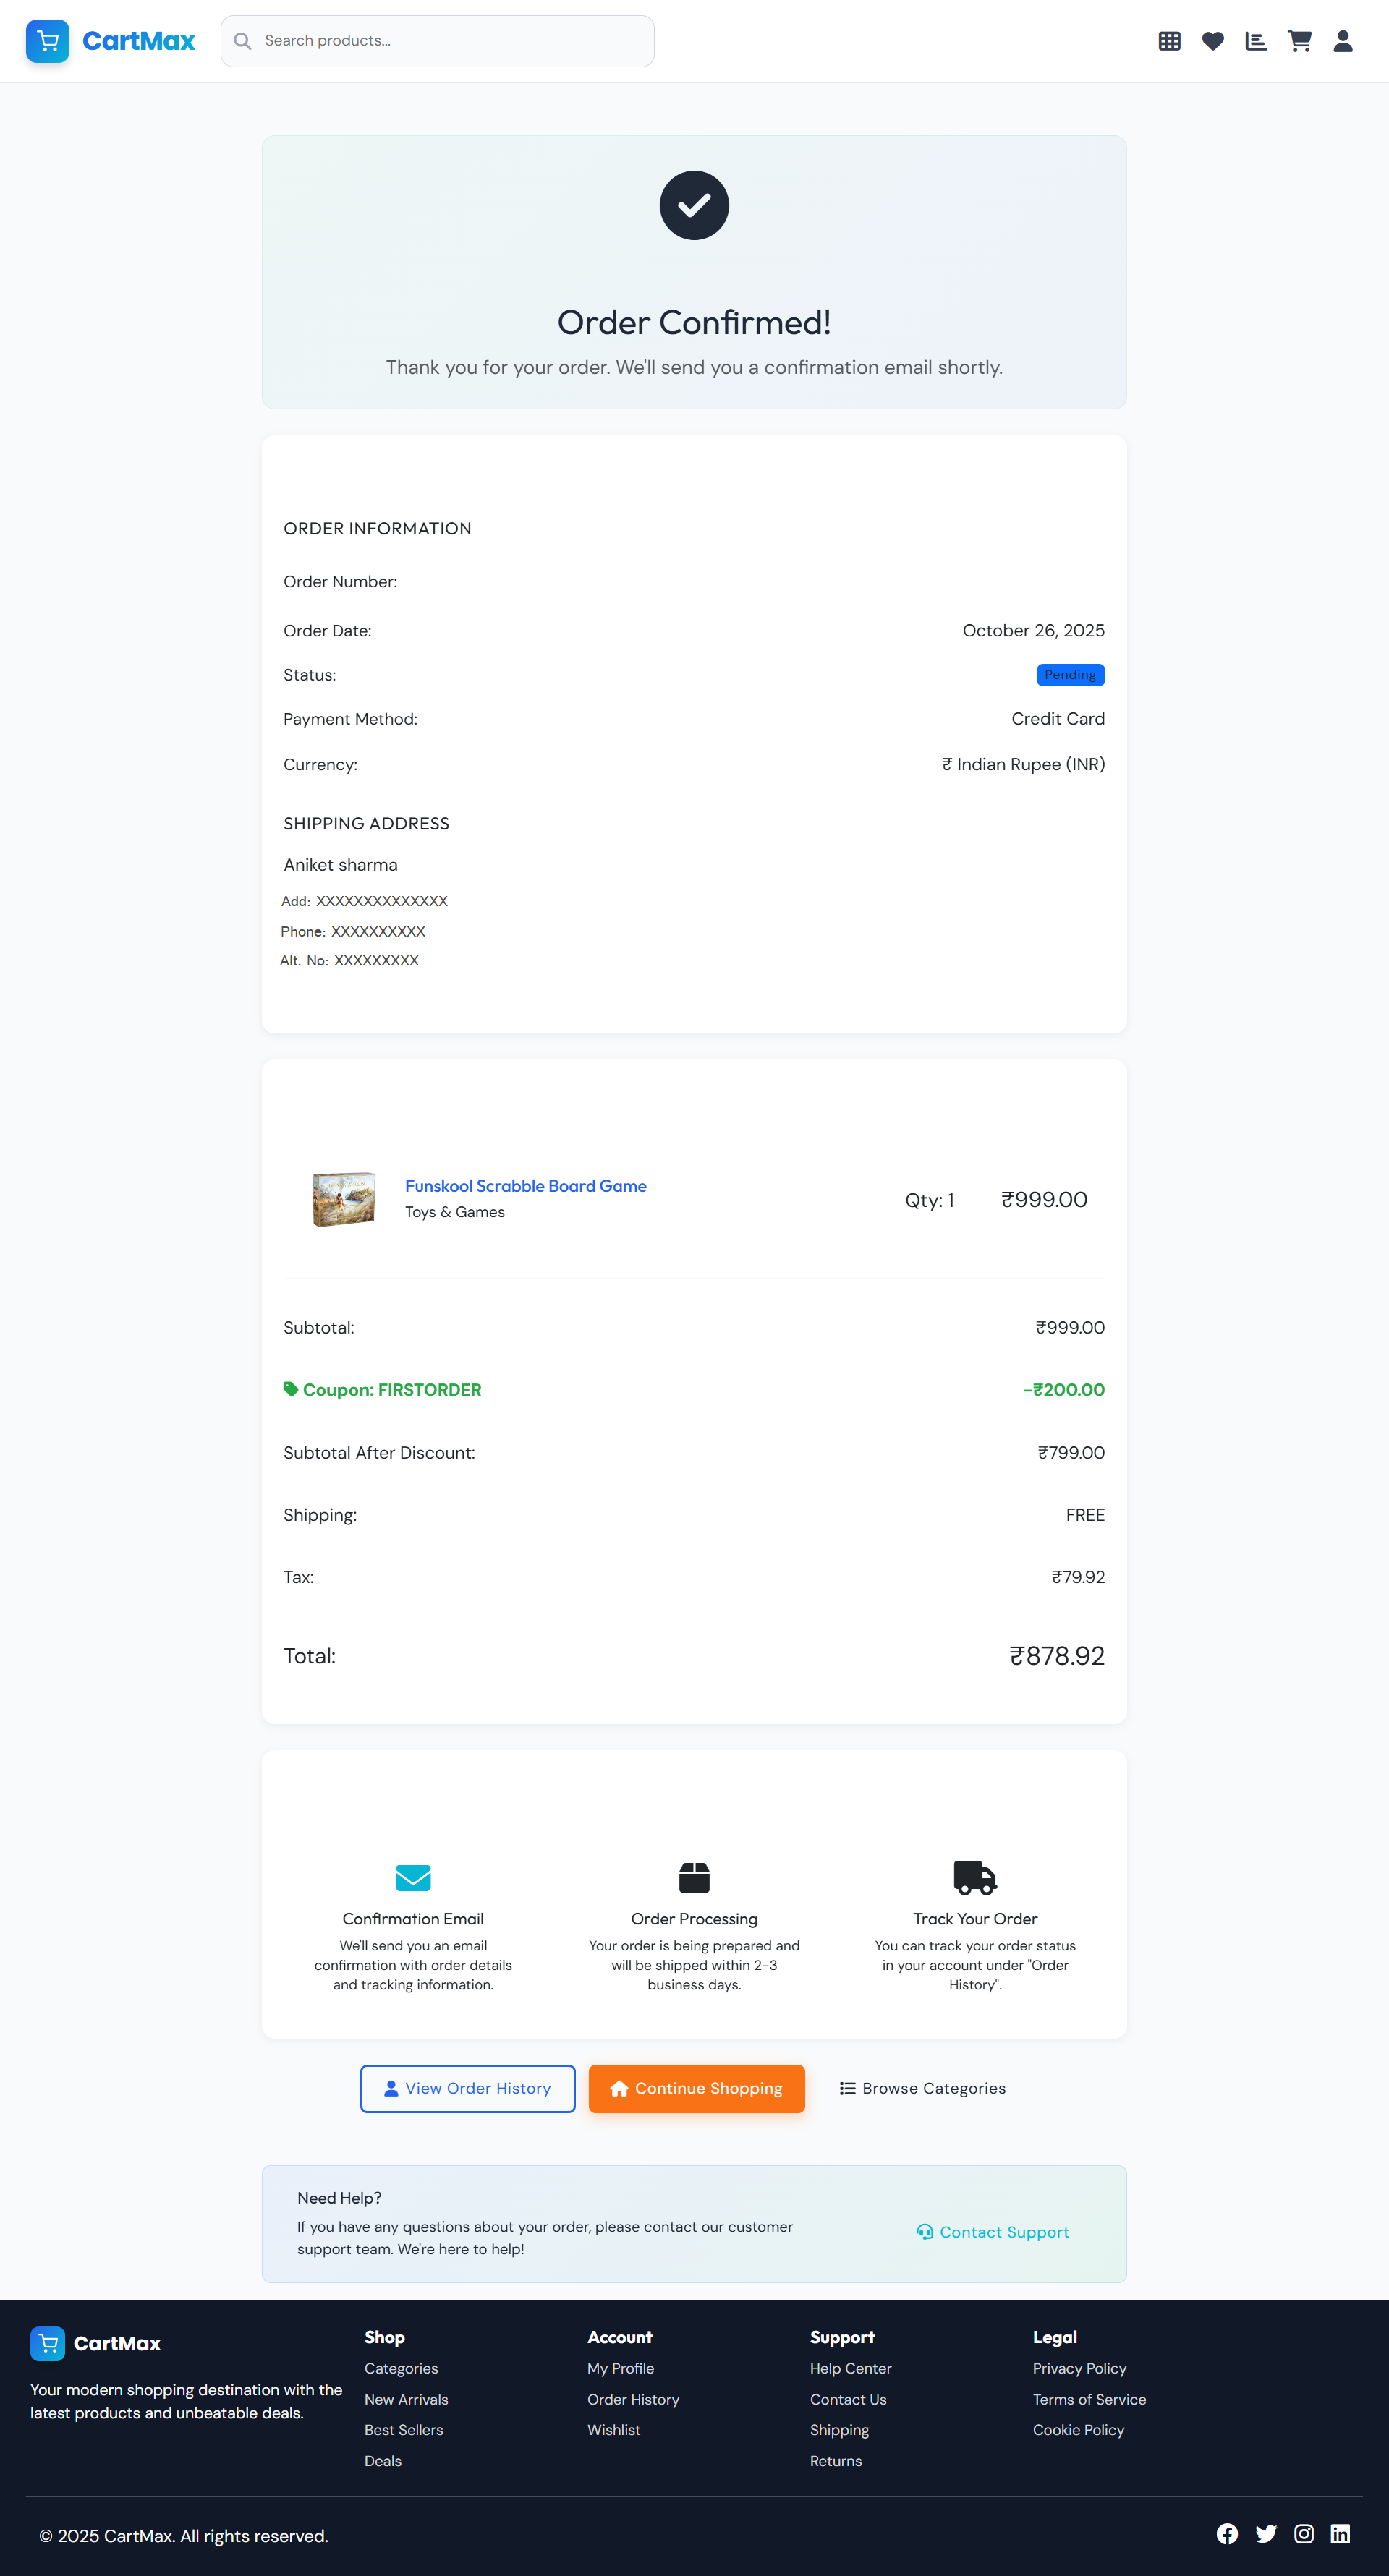 CartMax
Search products...
Order Confirmed!
Thank you for your order. We'll send you a confirmation email shortly.
ORDER INFORMATION
Order Number:
Order Date: October 26, 2025
Status: Pending
Payment Method: Credit Card
Currency: ₹ Indian Rupee (INR)
SHIPPING ADDRESS
Aniket sharma
Add: XXXXXXXXXXXXXX
Phone: XXXXXXXXXX
Alt. No: XXXXXXXXX
Funskool Scrabble Board Game
Toys & Games
Qty: 1 ₹999.00
Subtotal: ₹999.00
Coupon: FIRSTORDER -₹200.00
Subtotal After Discount: ₹799.00
Shipping: FREE
Tax: ₹79.92
Total: ₹878.92
Confirmation Email
We'll send you an email
confirmation with order details
and tracking information.
Order Processing
Your order is being prepared and
will be shipped within 2-3
business days.
Track Your Order
You can track your order status
in your account under "Order
History".
View Order History
Continue Shopping
Browse Categories
Need Help?
If you have any questions about your order, please contact our customer
support team. We're here to help!
Contact Support
CartMax
Your modern shopping destination with the
latest products and unbeatable deals.
Shop
Categories
New Arrivals
Best Sellers
Deals
Account
My Profile
Order History
Wishlist
Support
Help Center
Contact Us
Shipping
Returns
Legal
Privacy Policy
Terms of Service
Cookie Policy
© 2025 CartMax. All rights reserved.